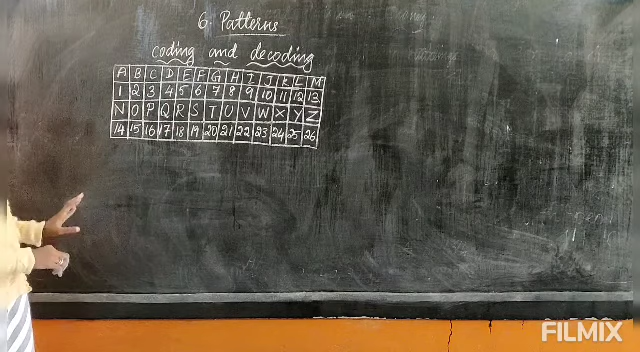 6. Patterns
coding and decoding
A B C D E F G H I J K L M
1 2 3 4 5 6 7 8 9 10 11 12 13
N O P Q R S T U V W X Y Z
14 15 16 17 18 19 20 21 22 23 24 25 26
FILMIX